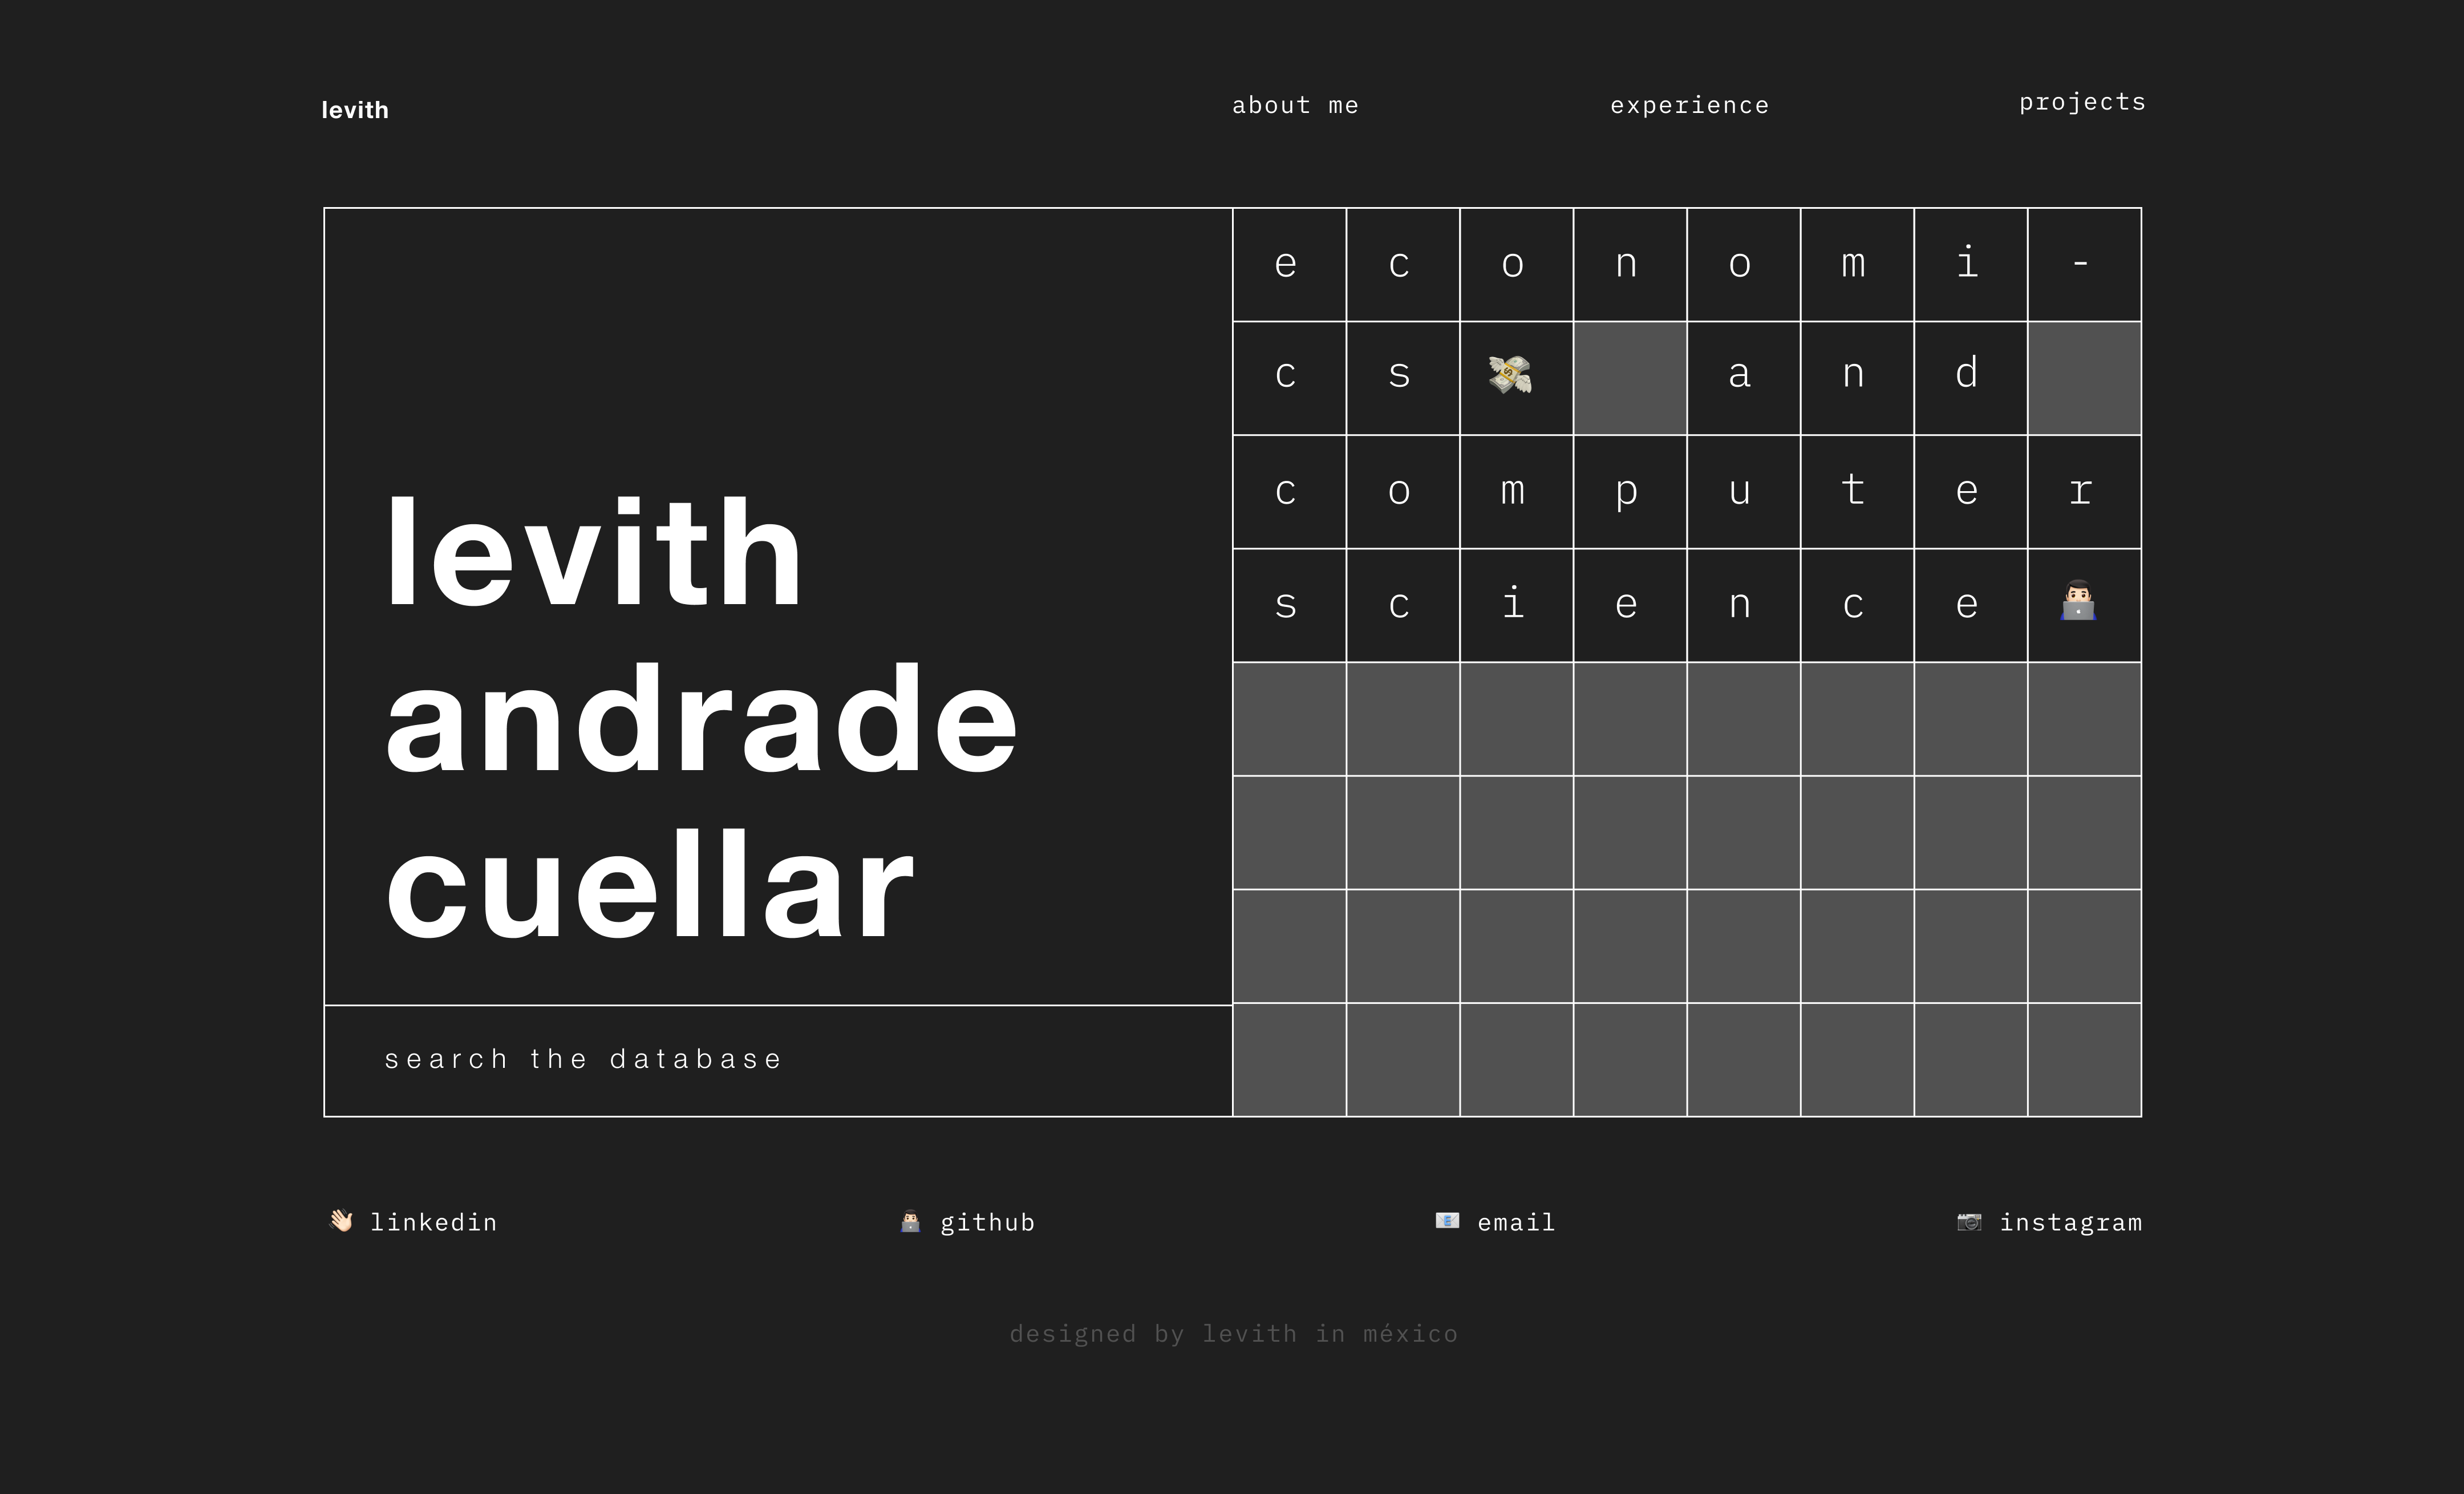 levith about me experience projects
levith
andrade
cuellar
search the database
e c o n o m i -
c s 💸 a n d
c o m p u t e r
s c i e n c e 👨🏻‍💻
👋🏻 linkedin 👨🏻‍💻 github 📧 email 📷 instagram
designed by levith in méxico